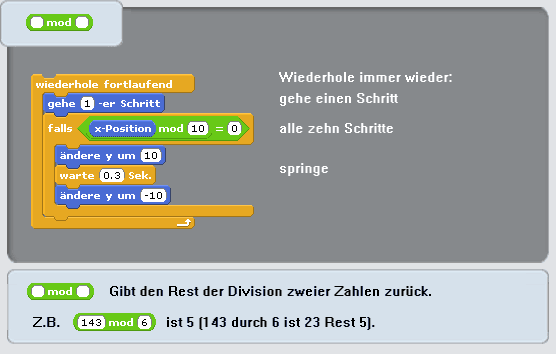 mod
wiederhole fortlaufend
Wiederhole immer wieder:
gehe 1 -er Schritt
gehe einen Schritt
falls x-Position mod 10 = 0
alle zehn Schritte
ändere y um 10
warte 0.3 Sek.
springe
ändere y um -10
mod Gibt den Rest der Division zweier Zahlen zurück.
Z.B. 143 mod 6 ist 5 (143 durch 6 ist 23 Rest 5).